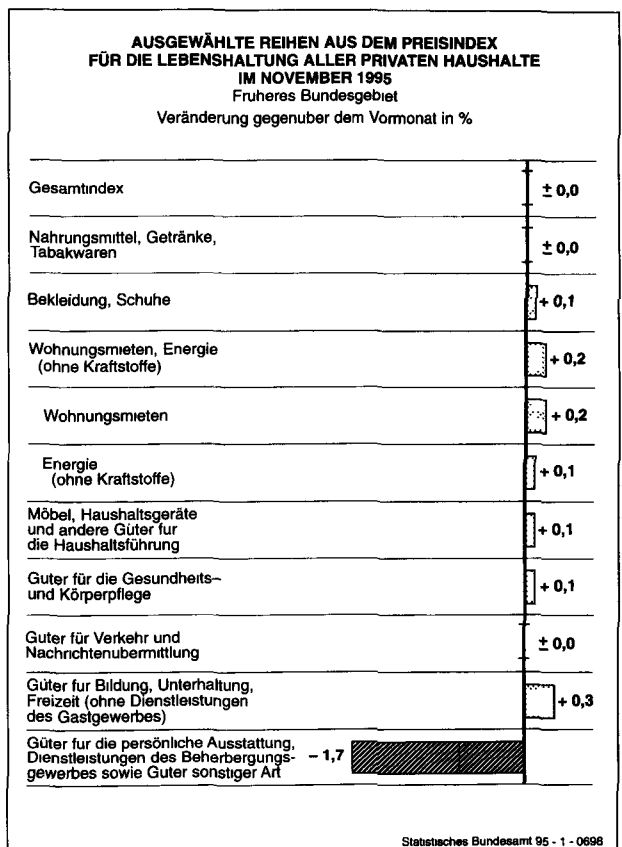 AUSGEWÄHLTE REIHEN AUS DEM PREISINDEX
FÜR DIE LEBENSHALTUNG ALLER PRIVATEN HAUSHALTE
IM NOVEMBER 1995
Fruheres Bundesgebiet
Veränderung gegenuber dem Vormonat in %
Gesamtindex
± 0,0
Nahrungsmittel, Getränke,
Tabakwaren
± 0,0
Bekleidung, Schuhe
+ 0,1
Wohnungsmieten, Energie
(ohne Kraftstoffe)
+ 0,2
Wohnungsmieten
+ 0,2
Energie
(ohne Kraftstoffe)
+ 0,1
Möbel, Haushaltsgeräte
und andere Güter fur
die Haushaltsführung
+ 0,1
Guter für die Gesundheits-
und Körperpflege
+ 0,1
Guter für Verkehr und
Nachrichtenubermittlung
± 0,0
Güter fur Bildung, Unterhaltung,
Freizeit (ohne Dienstleistungen
des Gastgewerbes)
+ 0,3
Güter fur die persönliche Ausstattung,
Dienstleistungen des Beherbergungs-
gewerbes sowie Guter sonstiger Art
- 1,7
Statistisches Bundesamt 95 - 1 - 0698